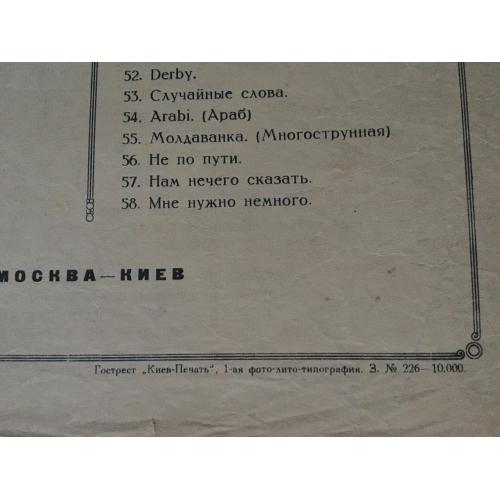 52. Derby.
53. Случайные слова.
54. Arabi. (Араб)
55. Молдаванка. (Многострунная)
56. Не по пути.
57. Нам нечего сказать.
58. Мне нужно немного.
МОСКВА—КИЕВ
Гострест „Киев-Печать", 1-ая фото-лито-типография. З. № 226—10.000.